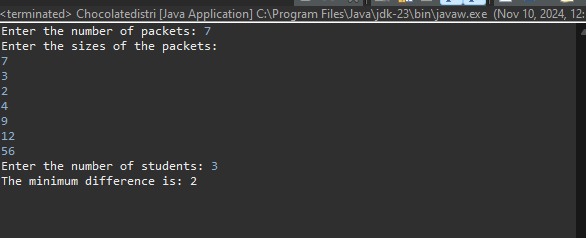 <terminated> Chocolatedistri [Java Application] C:\Program Files\Java\jdk-23\bin\javaw.exe (Nov 10, 2024, 12:
Enter the number of packets: 7
Enter the sizes of the packets:
7
3
2
4
9
12
56
Enter the number of students: 3
The minimum difference is: 2